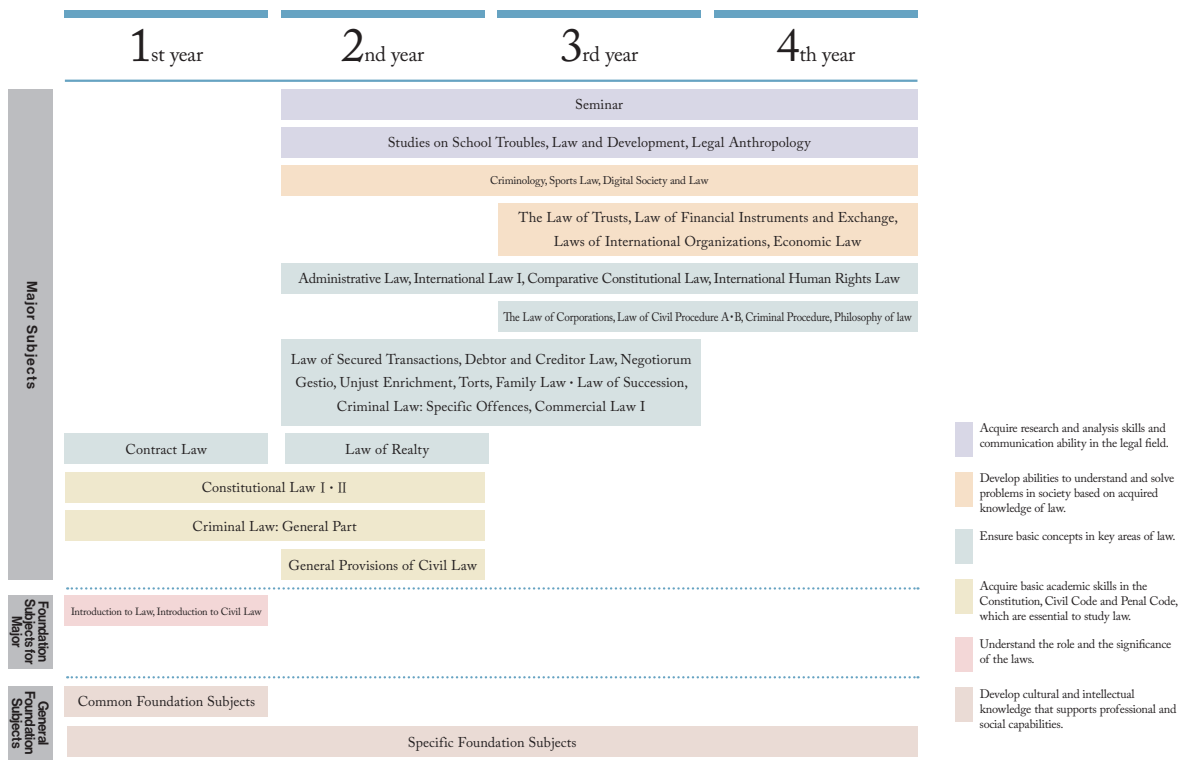 1st year
2nd year
3rd year
4th year
Major Subjects
Seminar
Studies on School Troubles, Law and Development, Legal Anthropology
Criminology, Sports Law, Digital Society and Law
The Law of Trusts, Law of Financial Instruments and Exchange,
Laws of International Organizations, Economic Law
Administrative Law, International Law I, Comparative Constitutional Law, International Human Rights Law
The Law of Corporations, Law of Civil Procedure A・B, Criminal Procedure, Philosophy of law
Law of Secured Transactions, Debtor and Creditor Law, Negotiorum
Gestio, Unjust Enrichment, Torts, Family Law・Law of Succession,
Criminal Law: Specific Offences, Commercial Law I
Contract Law
Law of Realty
Constitutional Law Ⅰ・Ⅱ
Criminal Law: General Part
General Provisions of Civil Law
Foundation
Subjects for
Major
Introduction to Law, Introduction to Civil Law
General
Foundation
Subjects
Common Foundation Subjects
Specific Foundation Subjects
Acquire research and analysis skills and
communication ability in the legal field.
Develop abilities to understand and solve
problems in society based on acquired
knowledge of law.
Ensure basic concepts in key areas of law.
Acquire basic academic skills in the
Constitution, Civil Code and Penal Code,
which are essential to study law.
Understand the role and the significance
of the laws.
Develop cultural and intellectual
knowledge that supports professional and
social capabilities.